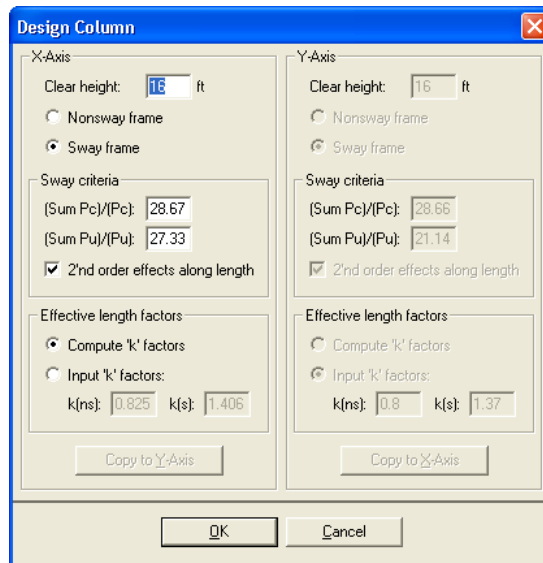 Design Column
X-Axis
Clear height: 16 ft
Nonsway frame
Sway frame
Sway criteria
(Sum Pc)/(Pc): 28.67
(Sum Pu)/(Pu): 27.33
2'nd order effects along length
Effective length factors
Compute 'k' factors
Input 'k' factors:
k(ns): 0.825 k(s): 1.406
Copy to Y-Axis
Y-Axis
Clear height: 16 ft
Nonsway frame
Sway frame
Sway criteria
(Sum Pc)/(Pc): 28.66
(Sum Pu)/(Pu): 21.14
2'nd order effects along length
Effective length factors
Compute 'k' factors
Input 'k' factors:
k(ns): 0.8 k(s): 1.37
Copy to X-Axis
OK Cancel